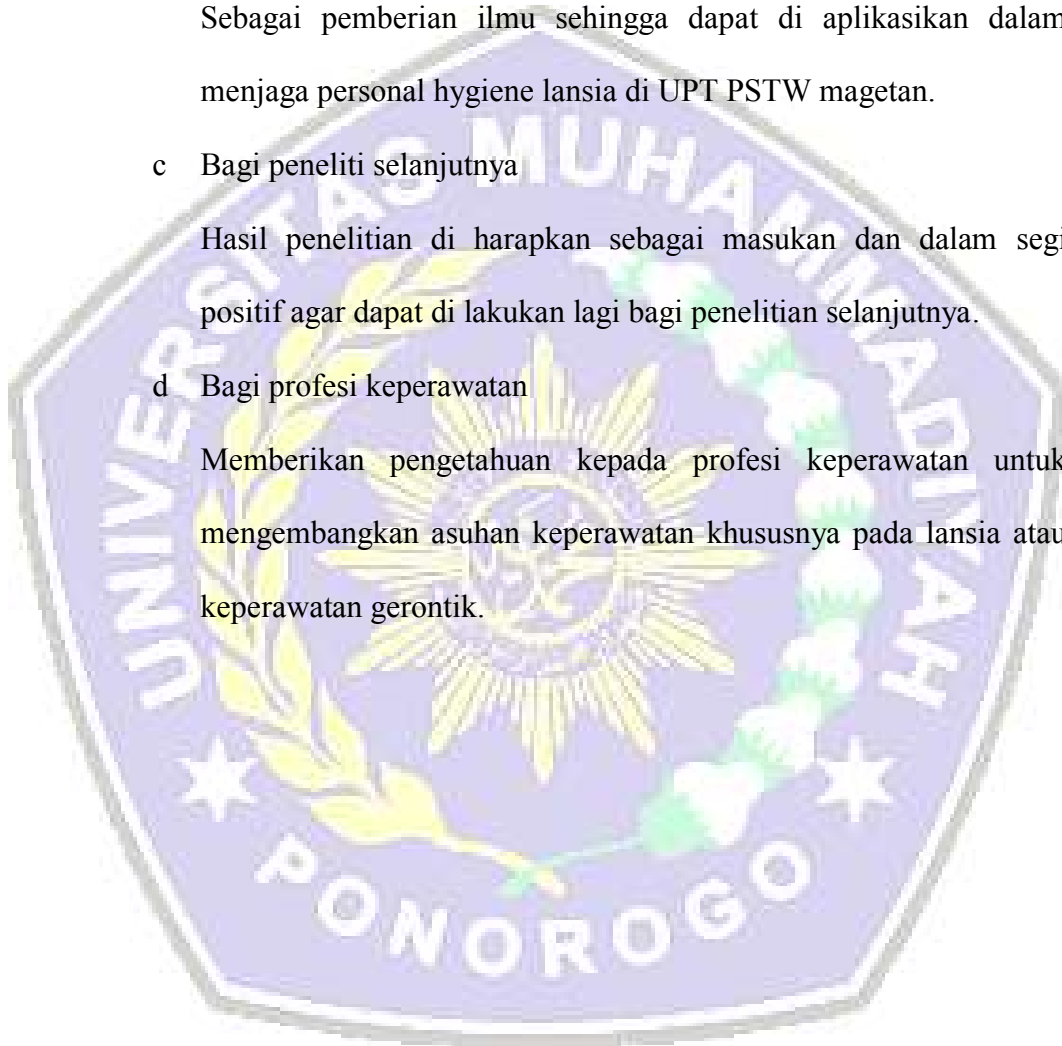 Sebagai pemberian ilmu sehingga dapat di aplikasikan dalam
menjaga personal hygiene lansia di UPT PSTW magetan.
c Bagi peneliti selanjutnya
Hasil penelitian di harapkan sebagai masukan dan dalam segi
positif agar dapat di lakukan lagi bagi penelitian selanjutnya.
d Bagi profesi keperawatan
Memberikan pengetahuan kepada profesi keperawatan untuk
mengembangkan asuhan keperawatan khususnya pada lansia atau
keperawatan gerontik.
UNIVERSITAS MUHAMMADIYAH
PONOROGO